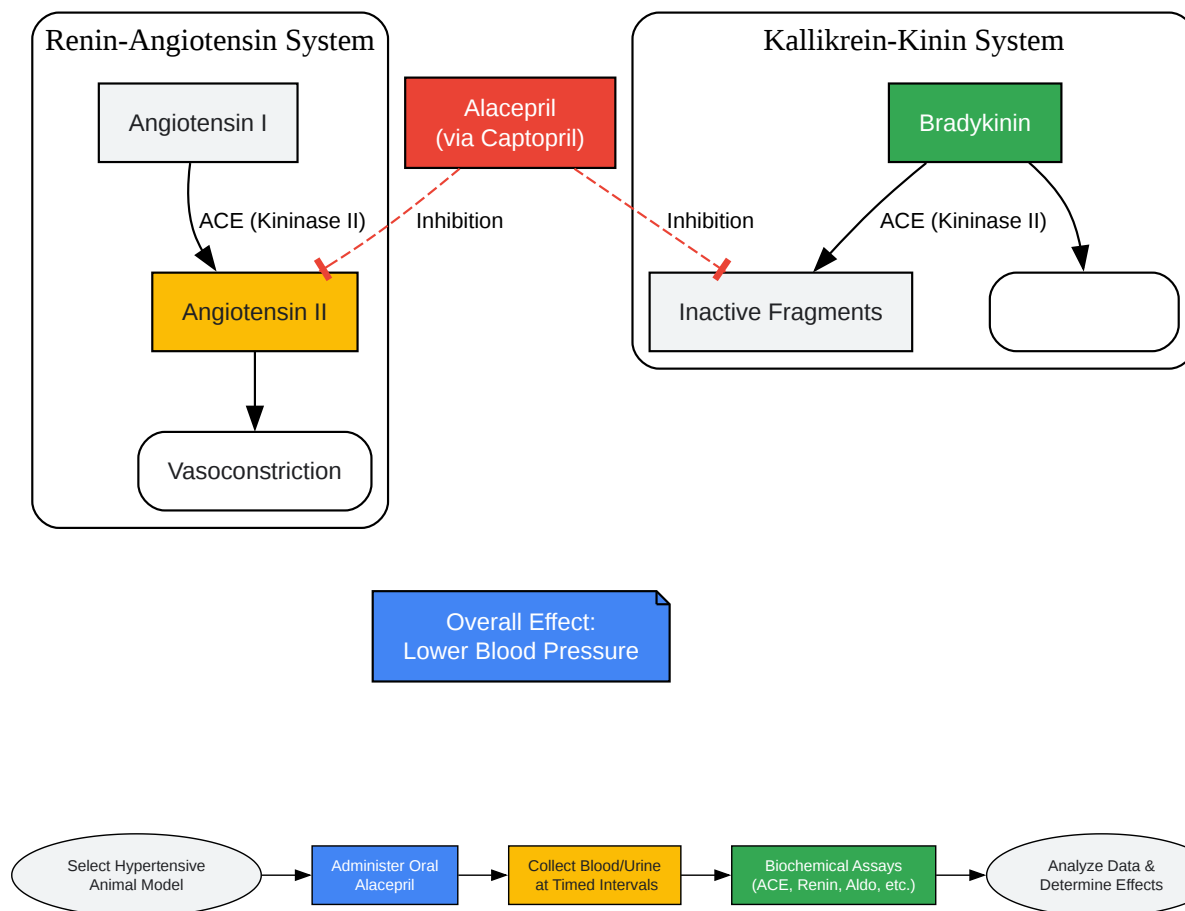 Renin-Angiotensin System
Kallikrein-Kinin System
Angiotensin I
Alacepril
(via Captopril)
Bradykinin
ACE (Kininase II)
Inhibition
Inhibition
ACE (Kininase II)
Angiotensin II
Inactive Fragments
Vasoconstriction
Overall Effect:
Lower Blood Pressure
Select Hypertensive
Animal Model
Administer Oral
Alacepril
Collect Blood/Urine
at Timed Intervals
Biochemical Assays
(ACE, Renin, Aldo, etc.)
Analyze Data &
Determine Effects